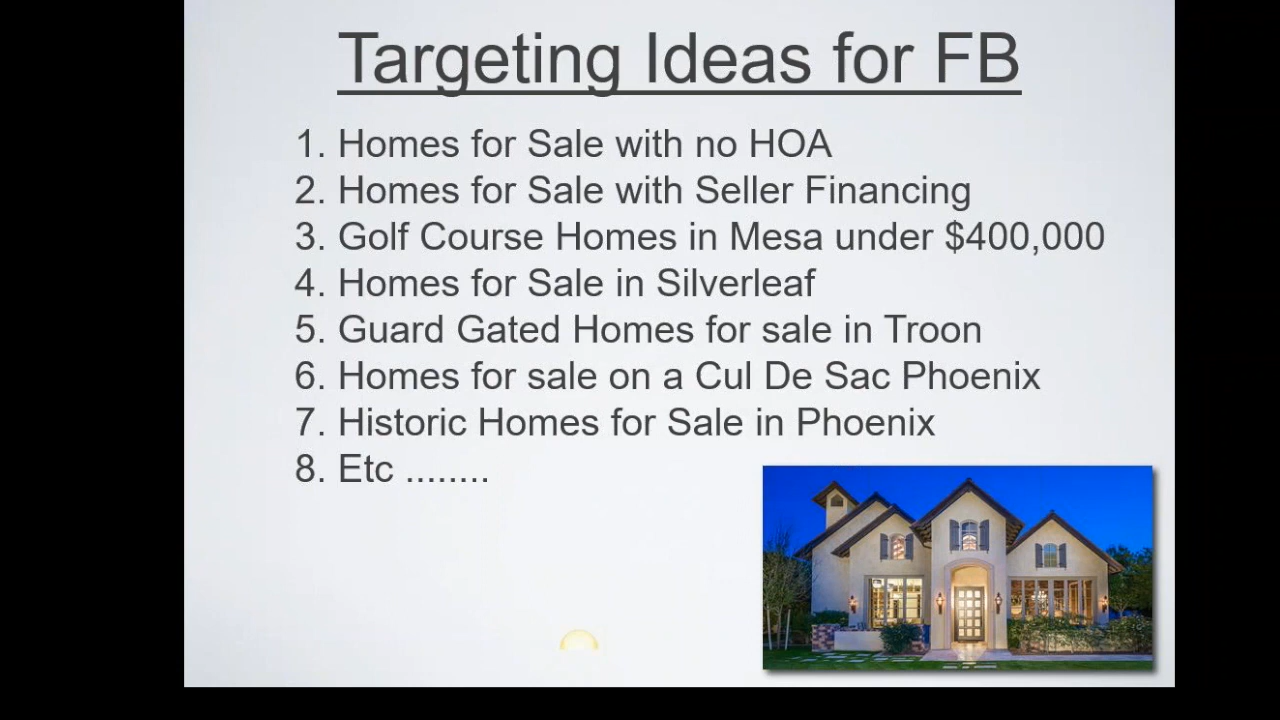 Targeting Ideas for FB
1. Homes for Sale with no HOA
2. Homes for Sale with Seller Financing
3. Golf Course Homes in Mesa under $400,000
4. Homes for Sale in Silverleaf
5. Guard Gated Homes for sale in Troon
6. Homes for sale on a Cul De Sac Phoenix
7. Historic Homes for Sale in Phoenix
8. Etc ........